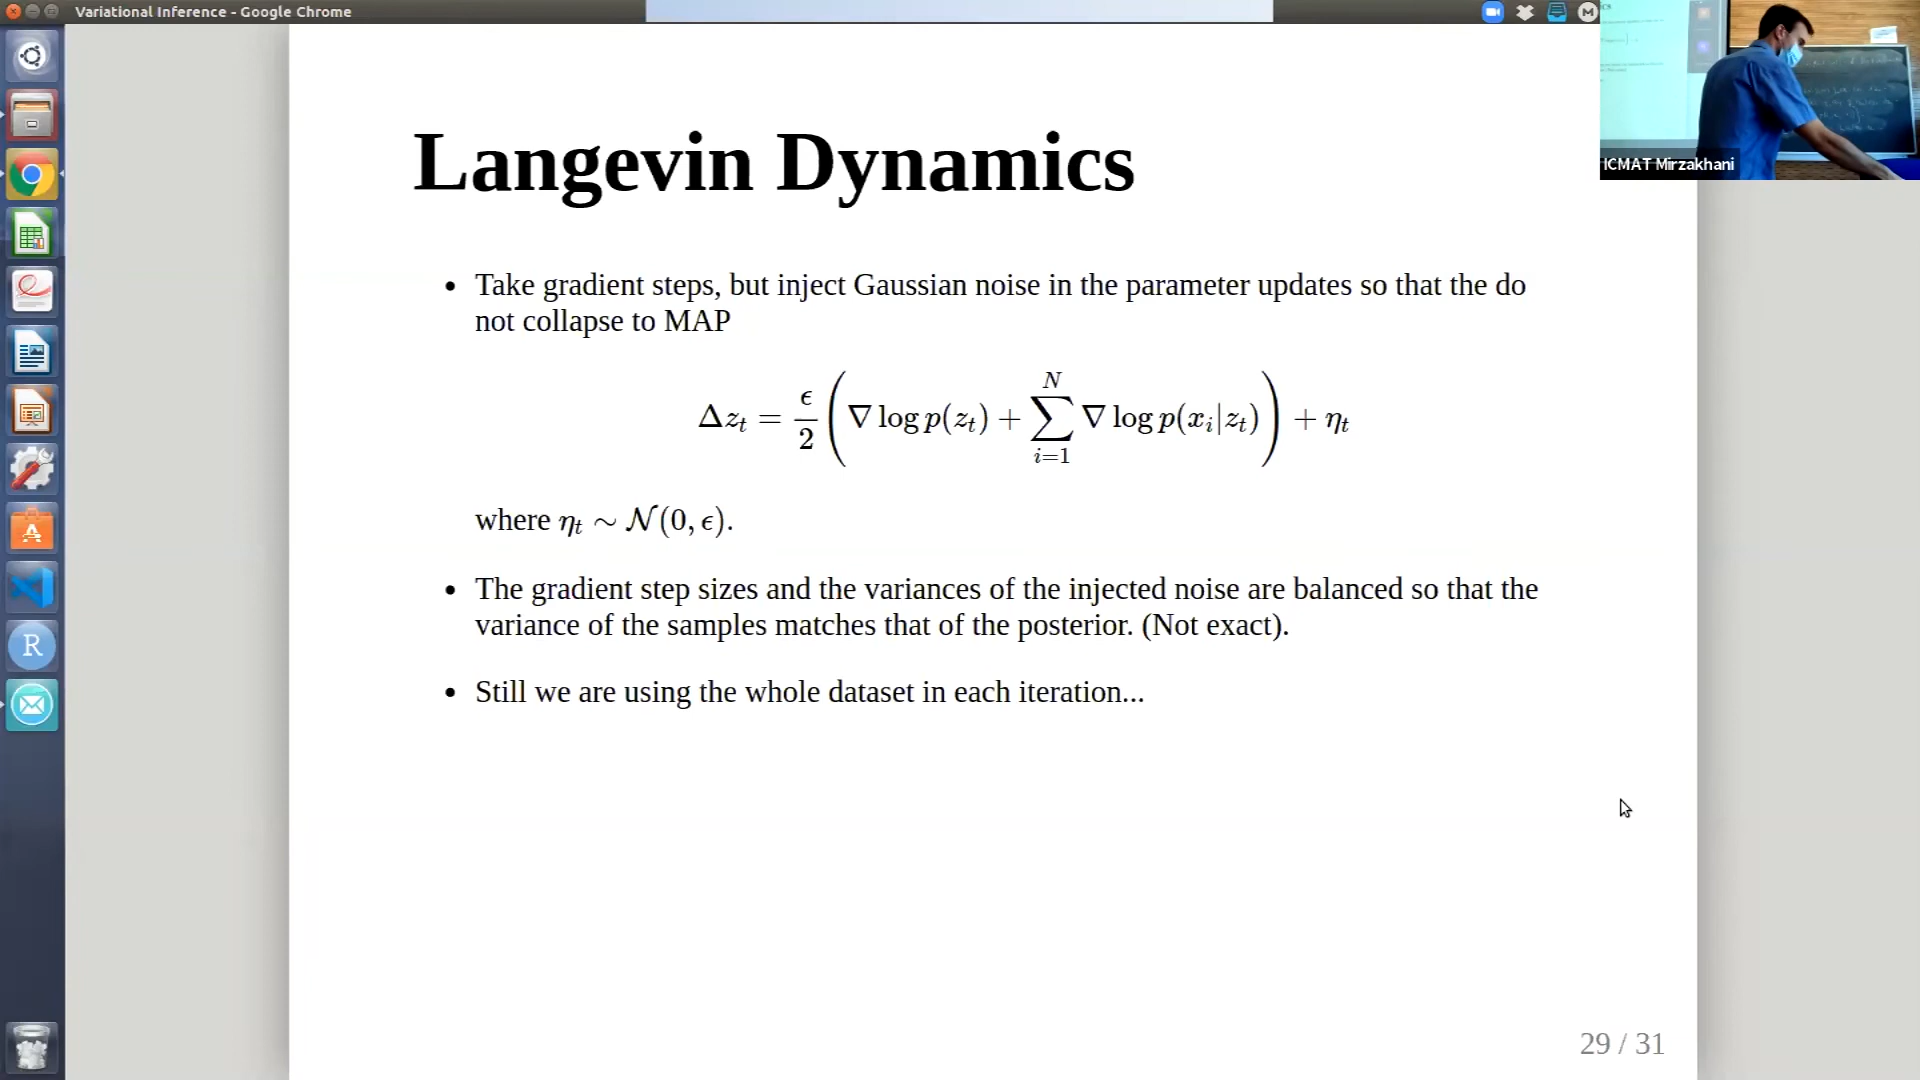 Variational Inference - Google Chrome
Langevin Dynamics
• Take gradient steps, but inject Gaussian noise in the parameter updates so that the do
not collapse to MAP
Δz_t = ϵ/2 (∇ log p(z_t) + ∑_{i=1}^{N} ∇ log p(x_i|z_t)) + η_t
where η_t ∼ 𝒩(0, ϵ).
• The gradient step sizes and the variances of the injected noise are balanced so that the
variance of the samples matches that of the posterior. (Not exact).
• Still we are using the whole dataset in each iteration...
29 / 31
ICMAT Mirzakhani
R
A
M